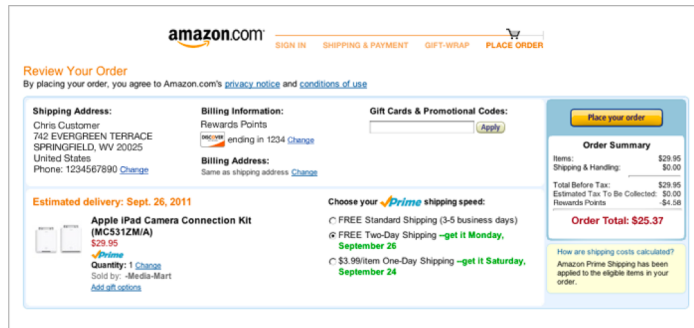 amazon.com
SIGN IN SHIPPING & PAYMENT GIFT-WRAP PLACE ORDER
Review Your Order
By placing your order, you agree to Amazon.com's privacy notice and conditions of use
Shipping Address:
Chris Customer
742 EVERGREEN TERRACE
SPRINGFIELD, WV 20025
United States
Phone: 1234567890 Change
Billing Information:
Rewards Points
DISCOVER ending in 1234 Change
Billing Address:
Same as shipping address Change
Gift Cards & Promotional Codes:
Apply
Place your order
Order Summary
Items: $29.95
Shipping & Handling: $0.00
Total Before Tax: $29.95
Estimated Tax To Be Collected: $0.00
Rewards Points -$4.58
Order Total: $25.37
How are shipping costs calculated?
Amazon Prime Shipping has been
applied to the eligible items in your
order.
Estimated delivery: Sept. 26, 2011
Apple iPad Camera Connection Kit
(MC531ZM/A)
$29.95
Prime
Quantity: 1 Change
Sold by: -Media-Mart
Add gift options
Choose your Prime shipping speed:
FREE Standard Shipping (3-5 business days)
FREE Two-Day Shipping --get it Monday,
September 26
$3.99/item One-Day Shipping --get it Saturday,
September 24